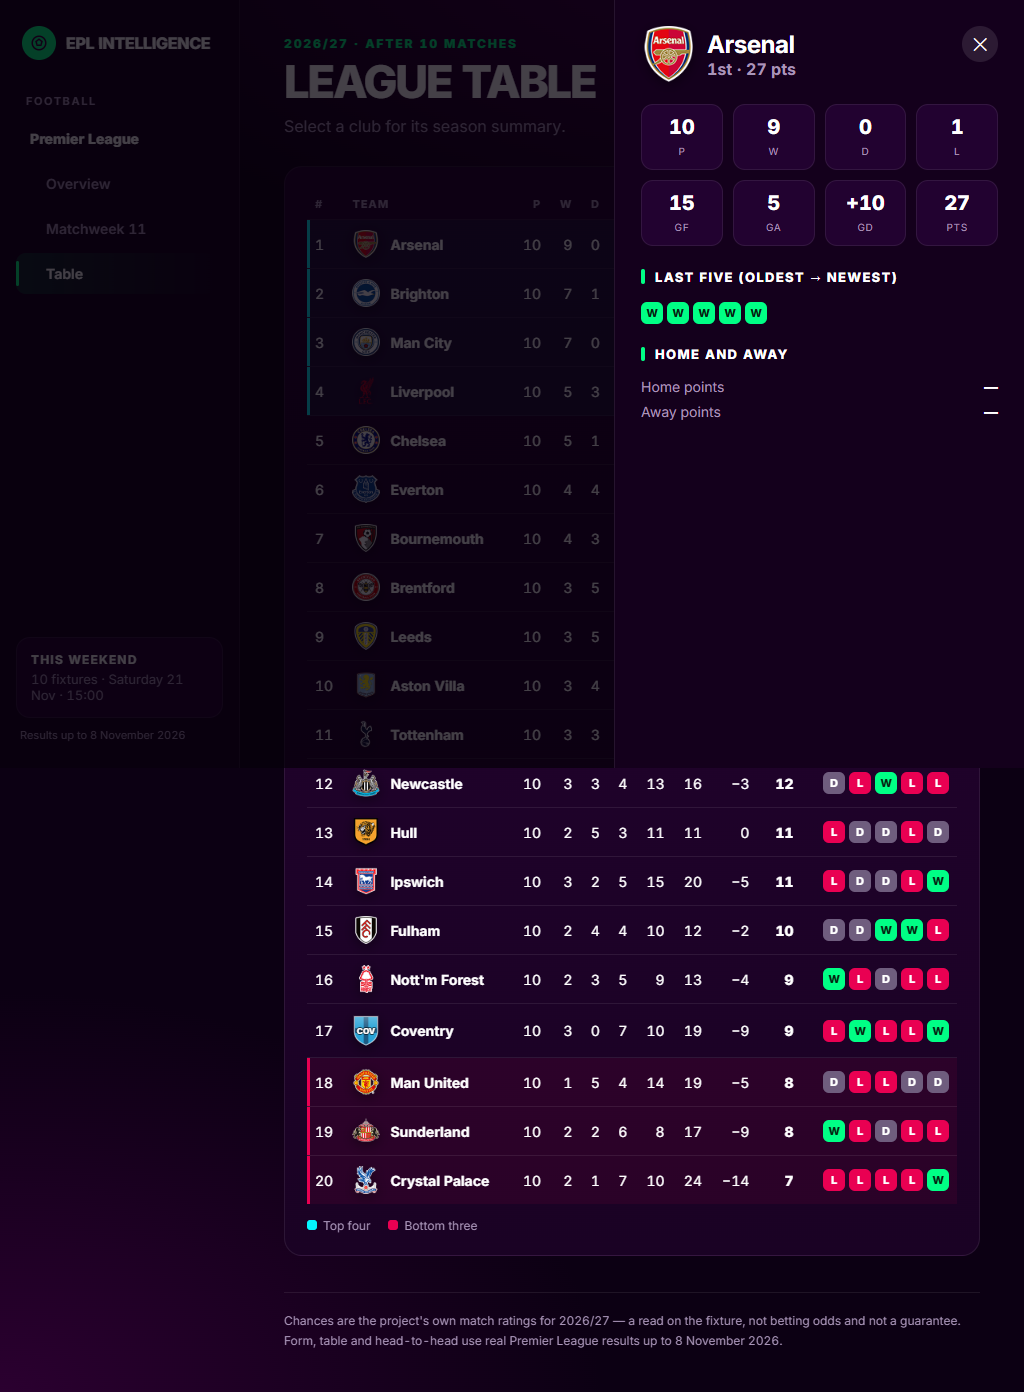 EPL INTELLIGENCE
FOOTBALL
Premier League
Overview
Matchweek 11
Table
THIS WEEKEND
10 fixtures · Saturday 21
Nov · 15:00
Results up to 8 November 2026
2026/27 · AFTER 10 MATCHES
LEAGUE TABLE
Select a club for its season summary.
# TEAM P W D
1 Arsenal 10 9 0
2 Brighton 10 7 1
3 Man City 10 7 0
4 Liverpool 10 5 3
5 Chelsea 10 5 1
6 Everton 10 4 4
7 Bournemouth 10 4 3
8 Brentford 10 3 5
9 Leeds 10 3 5
10 Aston Villa 10 3 4
11 Tottenham 10 3 3
12 Newcastle 10 3 3 4 13 16 −3 12 D L W L L
13 Hull 10 2 5 3 11 11 0 11 L D D L D
14 Ipswich 10 3 2 5 15 20 −5 11 L D D L W
15 Fulham 10 2 4 4 10 12 −2 10 D D W W L
16 Nott'm Forest 10 2 3 5 9 13 −4 9 W L D L L
17 COV Coventry 10 3 0 7 10 19 −9 9 L W L L W
18 Man United 10 1 5 4 14 19 −5 8 D L L D D
19 Sunderland 10 2 2 6 8 17 −9 8 W L D L L
20 Crystal Palace 10 2 1 7 10 24 −14 7 L L L L W
Top four Bottom three
Chances are the project's own match ratings for 2026/27 — a read on the fixture, not betting odds and not a guarantee.
Form, table and head-to-head use real Premier League results up to 8 November 2026.
Arsenal
Arsenal
1st · 27 pts
10 9 0 1
P W D L
15 5 +10 27
GF GA GD PTS
LAST FIVE (OLDEST → NEWEST)
W W W W W
HOME AND AWAY
Home points —
Away points —